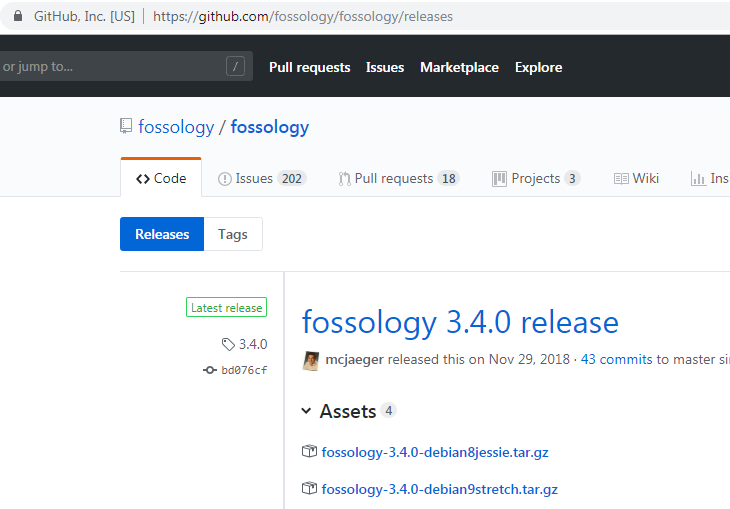 GitHub, Inc. [US] https://github.com/fossology/fossology/releases
or jump to... / Pull requests Issues Marketplace Explore
fossology / fossology
Code Issues 202 Pull requests 18 Projects 3 Wiki Ins
Releases Tags
Latest release
3.4.0
bd076cf
fossology 3.4.0 release
mcjaeger released this on Nov 29, 2018 · 43 commits to master si
Assets 4
fossology-3.4.0-debian8jessie.tar.gz
fossology-3.4.0-debian9stretch.tar.gz